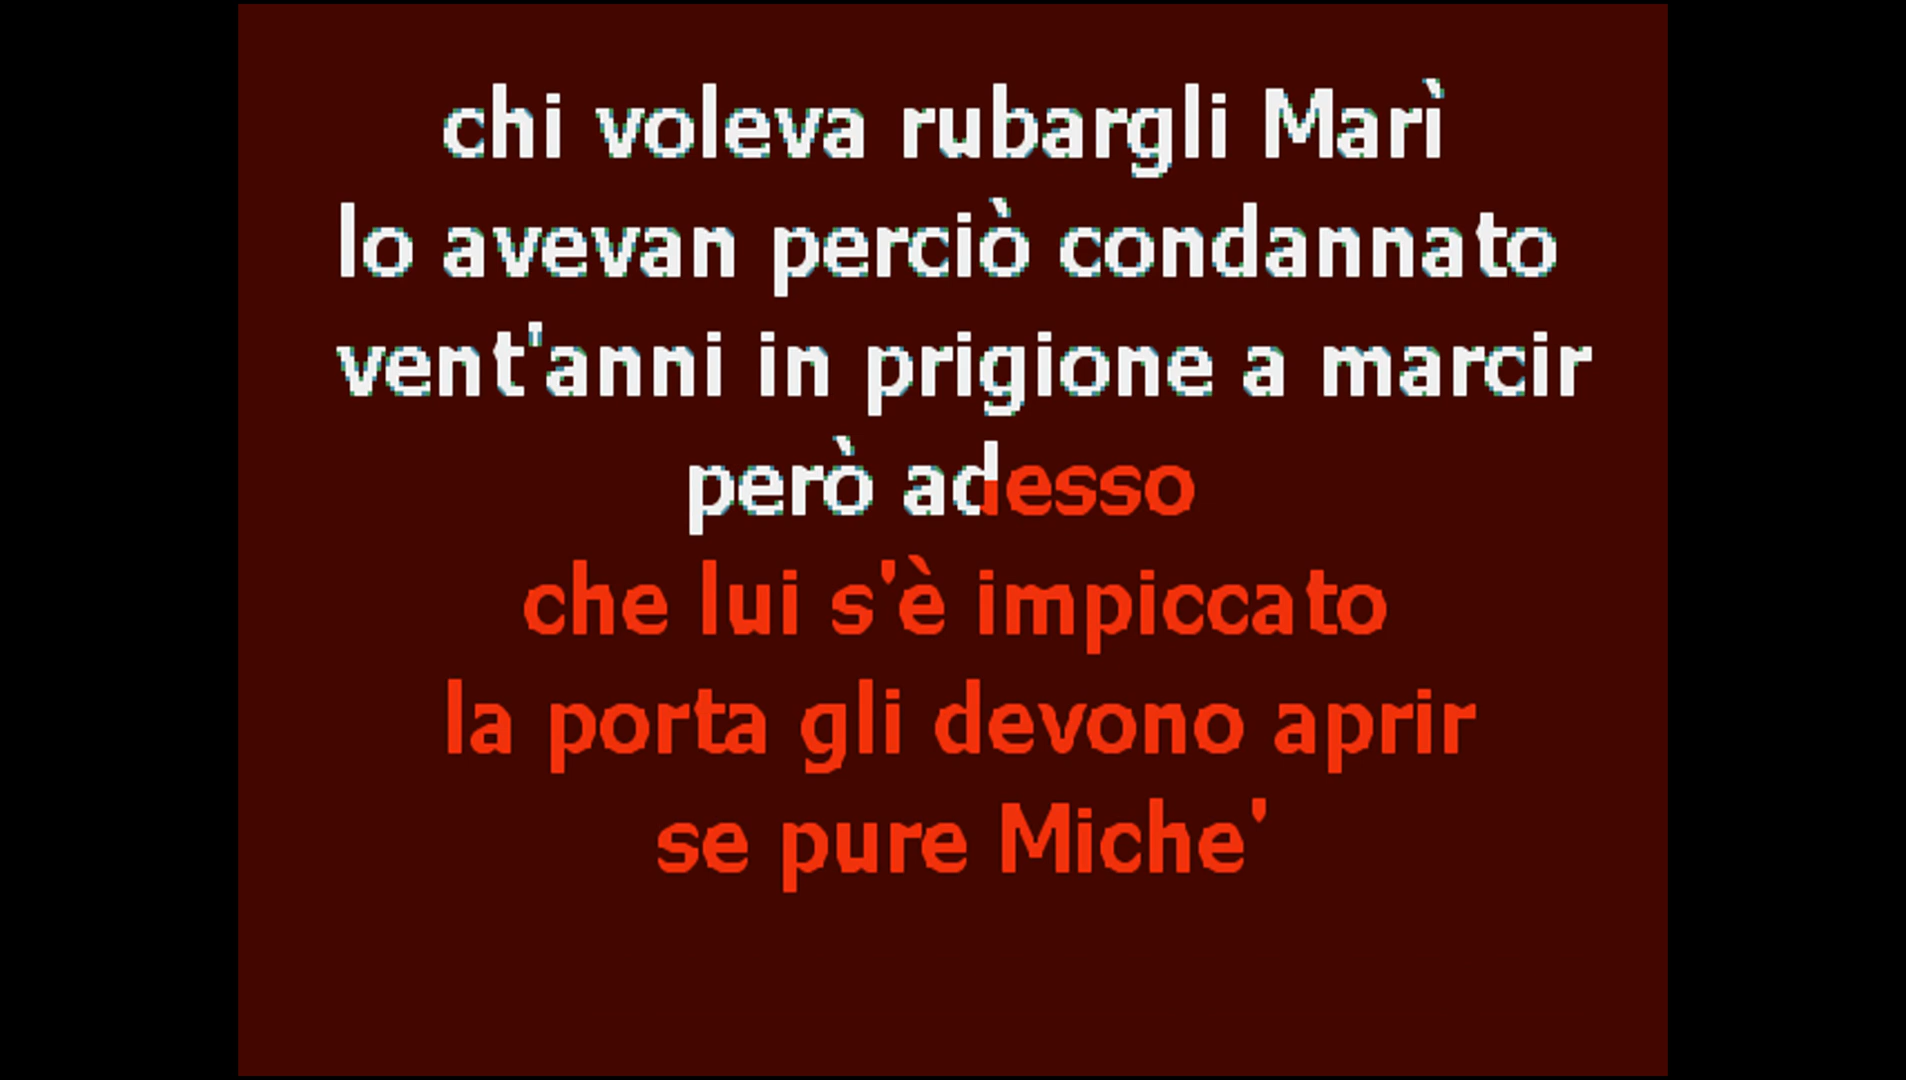 chi voleva rubargli Marì
lo avevan perciò condannato
vent'anni in prigione a marcir
però adesso
che lui s'è impiccato
la porta gli devono aprir
se pure Miche'